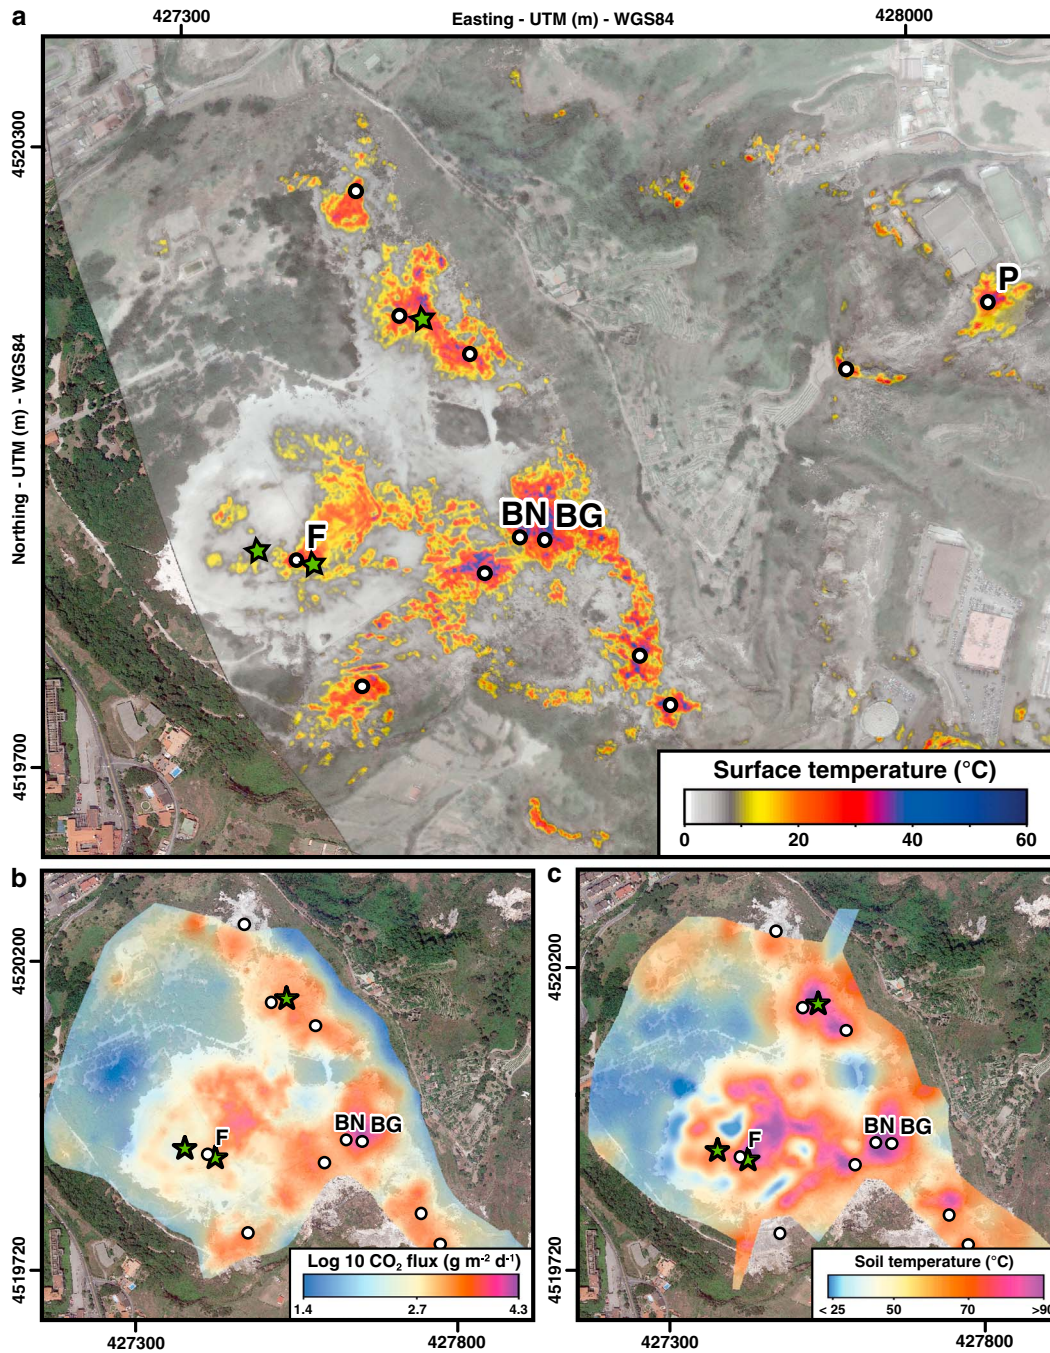 a
427300
Easting - UTM (m) - WGS84
428000
4520300
Northing - UTM (m) - WGS84
4519700
P
F
BN BG
Surface temperature (°C)
0 20 40 60
b
4520200
4519720
F
BN BG
Log 10 CO₂ flux (g m⁻² d⁻¹)
1.4 2.7 4.3
427300 427800
c
4520200
4519720
F
BN BG
Soil temperature (°C)
<25 50 70 >90
427300 427800